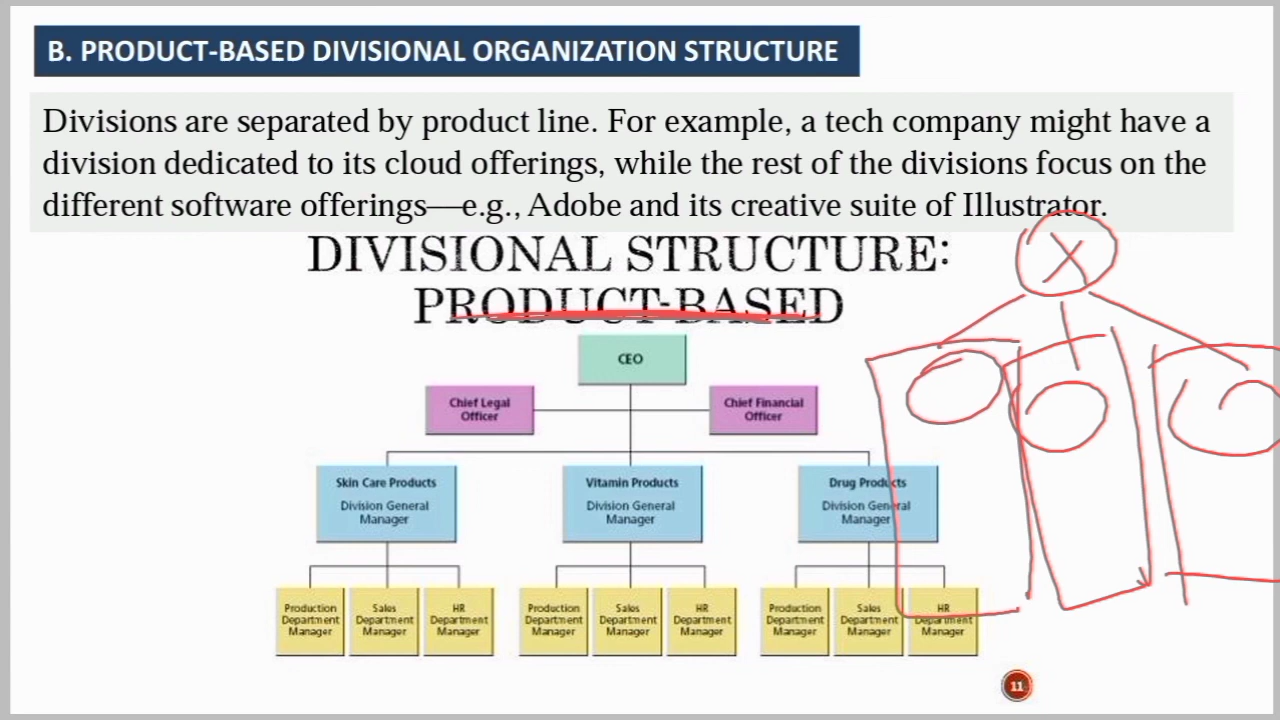 B. PRODUCT-BASED DIVISIONAL ORGANIZATION STRUCTURE
Divisions are separated by product line. For example, a tech company might have a
division dedicated to its cloud offerings, while the rest of the divisions focus on the
different software offerings—e.g., Adobe and its creative suite of Illustrator.
X
DIVISIONAL STRUCTURE:
PRODUCT-BASED
CEO
Chief Legal
Officer
Chief Financial
Officer
Skin Care Products
Division General
Manager
Vitamin Products
Division General
Manager
Drug Products
Division General
Manager
Production
Department
Manager
Sales
Department
Manager
HR
Department
Manager
Production
Department
Manager
Sales
Department
Manager
HR
Department
Manager
Production
Department
Manager
Sales
Department
Manager
HR
Department
Manager
11